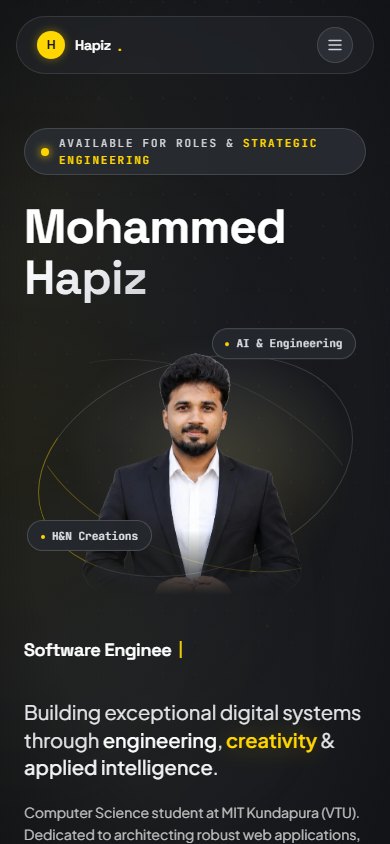 H
Hapiz .
AVAILABLE FOR ROLES & STRATEGIC
ENGINEERING
Mohammed
Hapiz
AI & Engineering
H&N Creations
Software Enginee
Building exceptional digital systems
through engineering, creativity &
applied intelligence.
Computer Science student at MIT Kundapura (VTU).
Dedicated to architecting robust web applications,